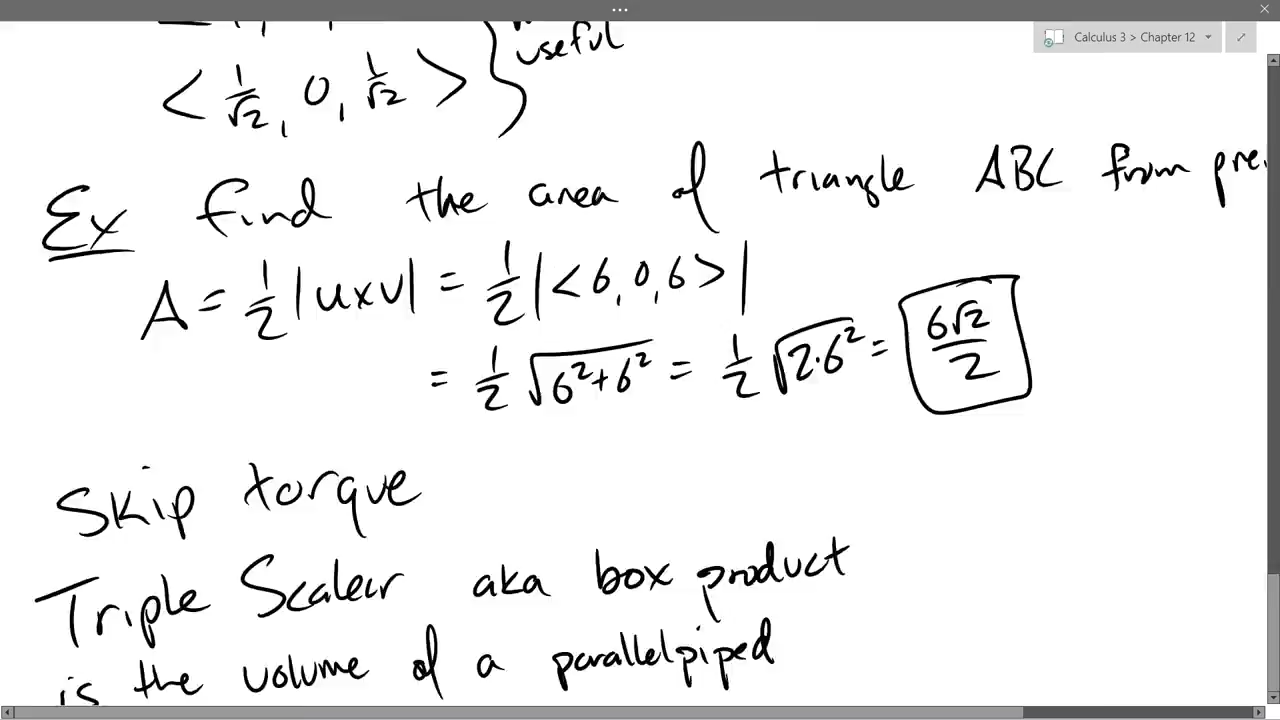 Calculus 3 > Chapter 12
useful
< 1/√2, 0, 1/√2 >
Ex find the area of triangle ABC from pre
A = 1/2 |u×v| = 1/2 |<6,0,6>|
= 1/2 √(6²+6²) = 1/2 √(2·6²) = 6√2/2
Skip torque
Triple Scalar aka box product
is the volume of a parallelpiped